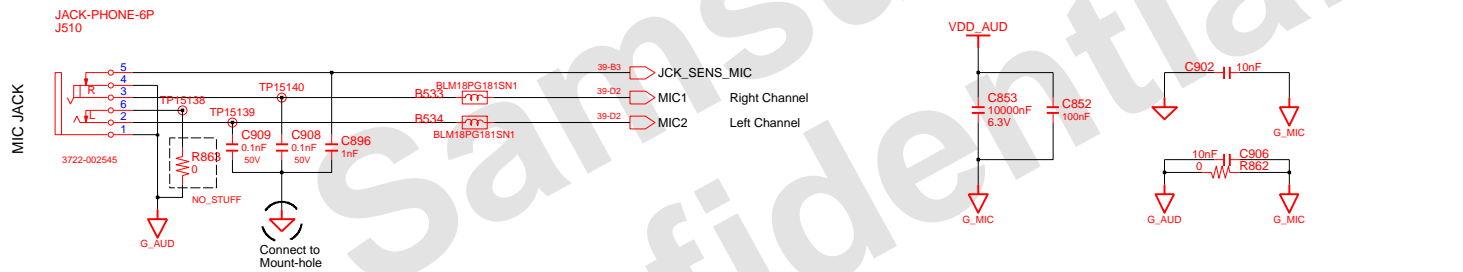 JACK-PHONE-6P
J510
MIC JACK
5
4
3
6
2
1
R
L
3722-002545
TP15138
TP15139
TP15140
R863
0
NO_STUFF
G_AUD
C909
0.1nF
50V
C908
0.1nF
50V
C896
1nF
Connect to
Mount-hole
B533
BLM18PG181SN1
B534
BLM18PG181SN1
39-B3
JCK_SENS_MIC
39-D2
MIC1 Right Channel
39-D2
MIC2 Left Channel
VDD_AUD
C853
10000nF
6.3V
C852
100nF
G_MIC
C902 10nF
G_MIC
10nF C906
0 R862
G_AUD
G_MIC
Samsung
Confidential